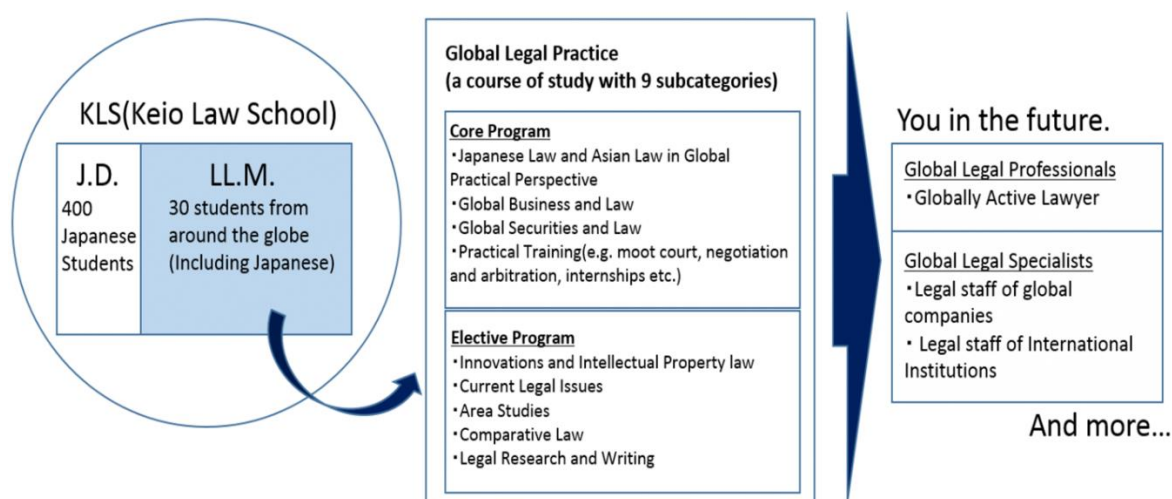 KLS(Keio Law School)
J.D.
400
Japanese
Students
LL.M.
30 students from
around the globe
(Including Japanese)
Global Legal Practice
(a course of study with 9 subcategories)
Core Program
・Japanese Law and Asian Law in Global
Practical Perspective
・Global Business and Law
・Global Securities and Law
・Practical Training(e.g. moot court, negotiation
and arbitration, internships etc.)
Elective Program
・Innovations and Intellectual Property law
・Current Legal Issues
・Area Studies
・Comparative Law
・Legal Research and Writing
You in the future.
Global Legal Professionals
・Globally Active Lawyer
Global Legal Specialists
・Legal staff of global
companies
・ Legal staff of International
Institutions
And more…